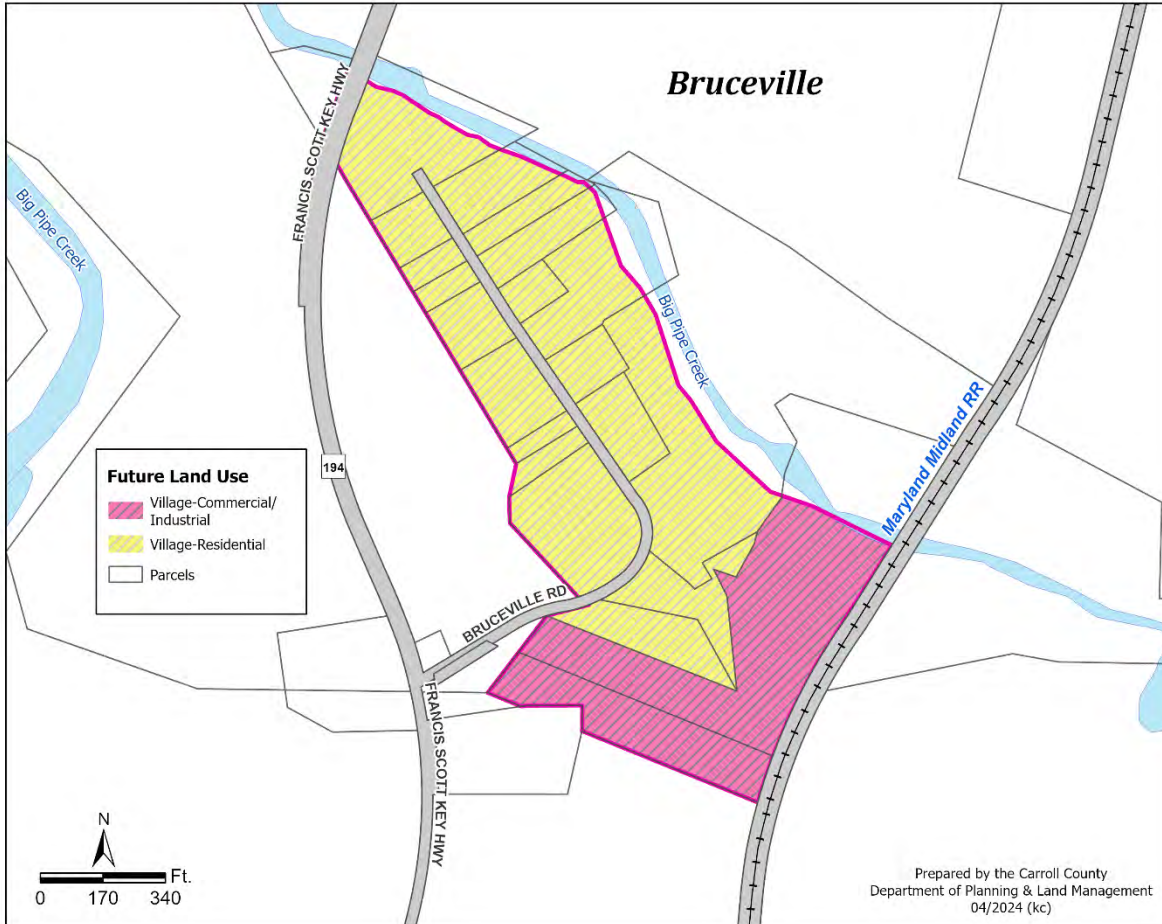 Bruceville
FRANCIS SCOTT KEY HWY
Big Pipe Creek
Big Pipe Creek
Maryland Midland RR
194
Future Land Use
Village-Commercial/
Industrial
Village-Residential
Parcels
BRUCEVILLE RD
FRANCIS SCOTT KEY HWY
N
Ft.
0 170 340
Prepared by the Carroll County
Department of Planning & Land Management
04/2024 (kc)